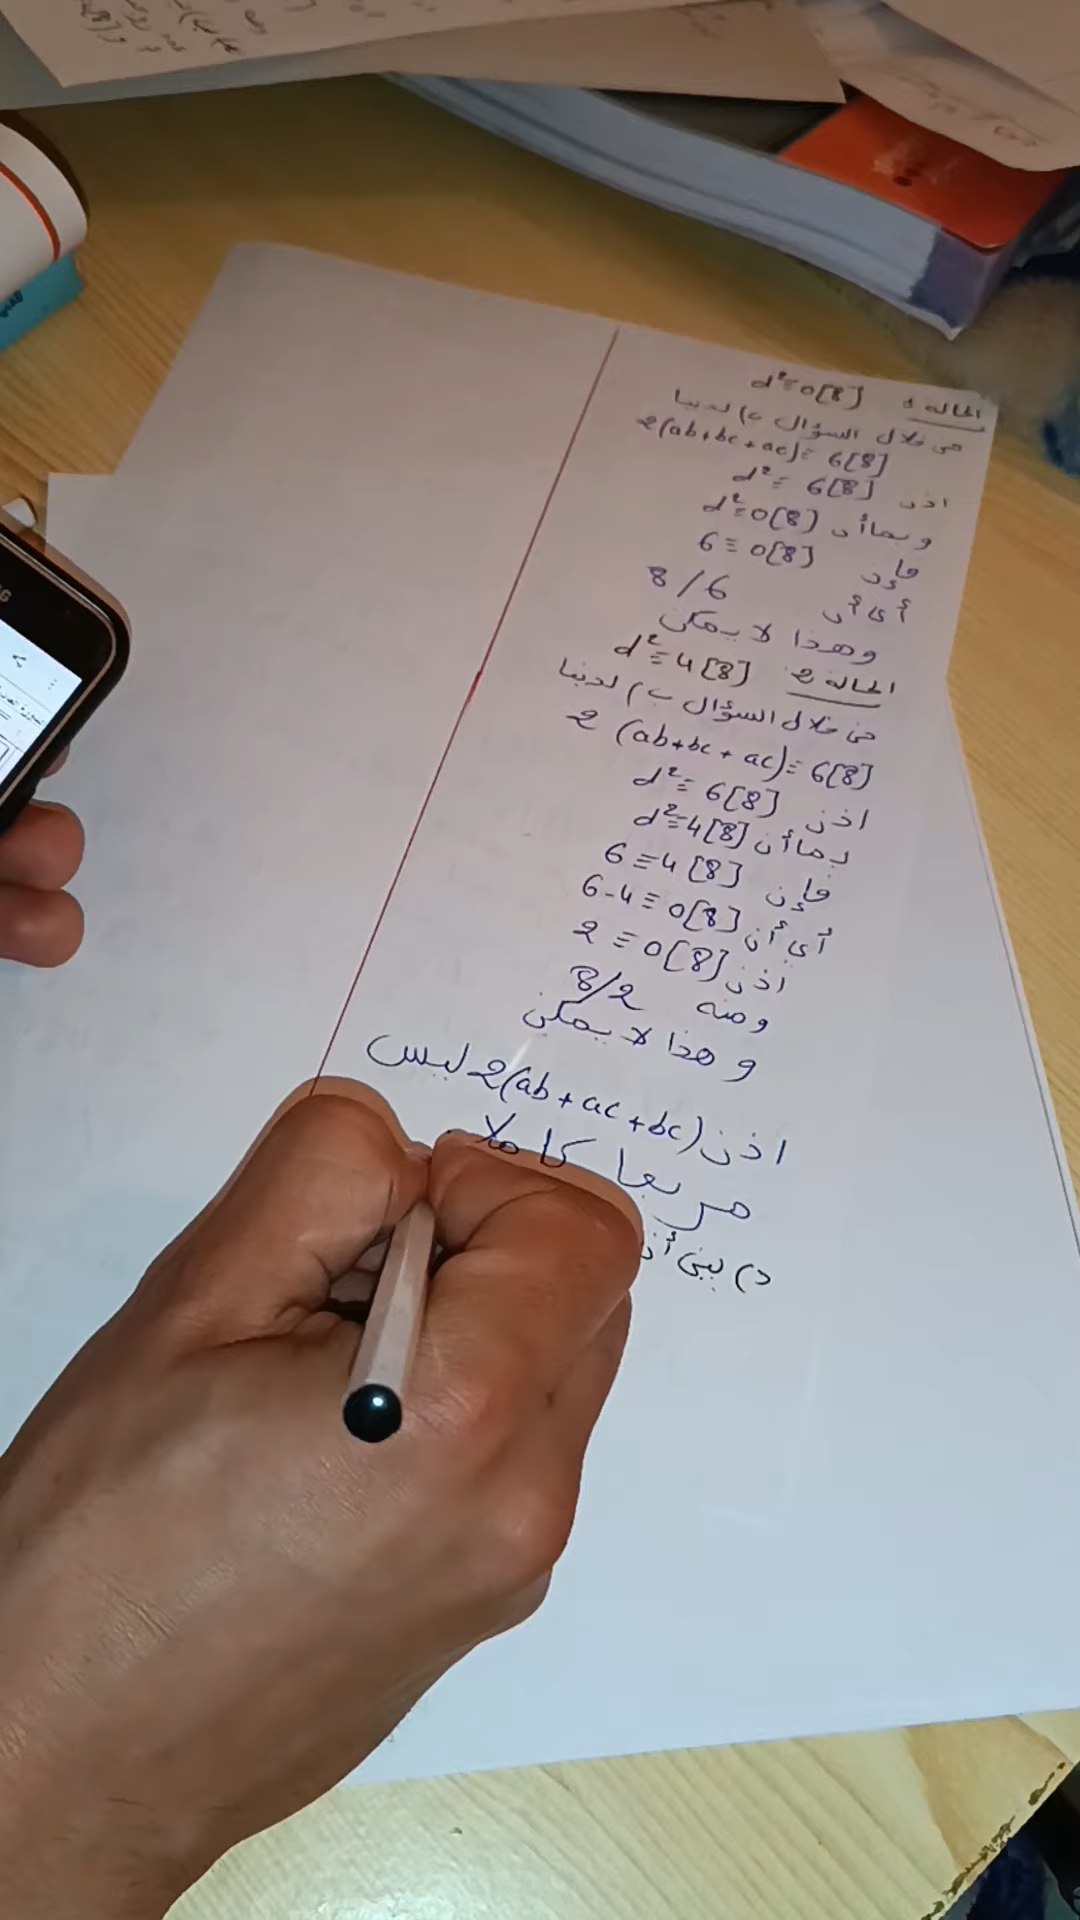 الحالة 1 d²≡0[8]
من خلال السؤال ب) لدينا
2(ab+bc+ac)≡6[8]
اذن d²≡6[8]
وبما أن d²≡0[8]
فإن 6≡0[8]
أي أن 8/6
وهذا لا يمكن
الحالة 2 d²≡4[8]
من خلال السؤال ب) لدينا
2(ab+bc+ac)≡6[8]
اذن d²≡6[8]
بما أن d²≡4[8]
فإن 6≡4[8]
أي أن 6-4≡0[8]
اذن 2≡0[8]
ومنه 8/2
وهذا لا يمكن
اذن 2(ab+ac+bc) ليس
مربعا كاملا
د) بيني أن